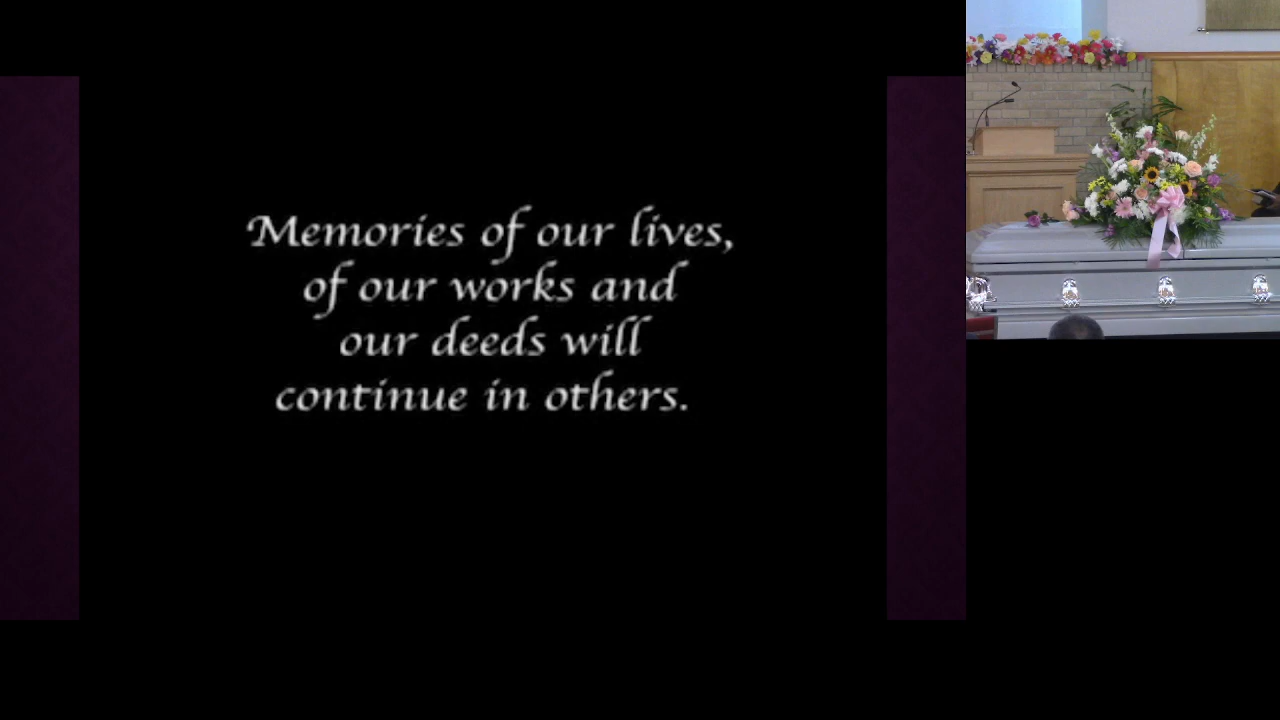 Memories of our lives,
of our works and
our deeds will
continue in others.